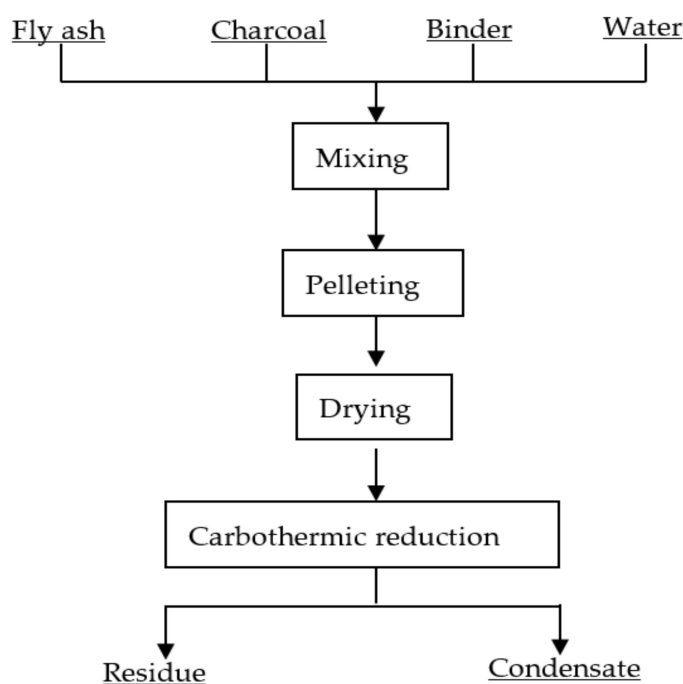 Fly ash
Charcoal
Binder
Water
Mixing
Pelleting
Drying
Carbothermic reduction
Residue
Condensate